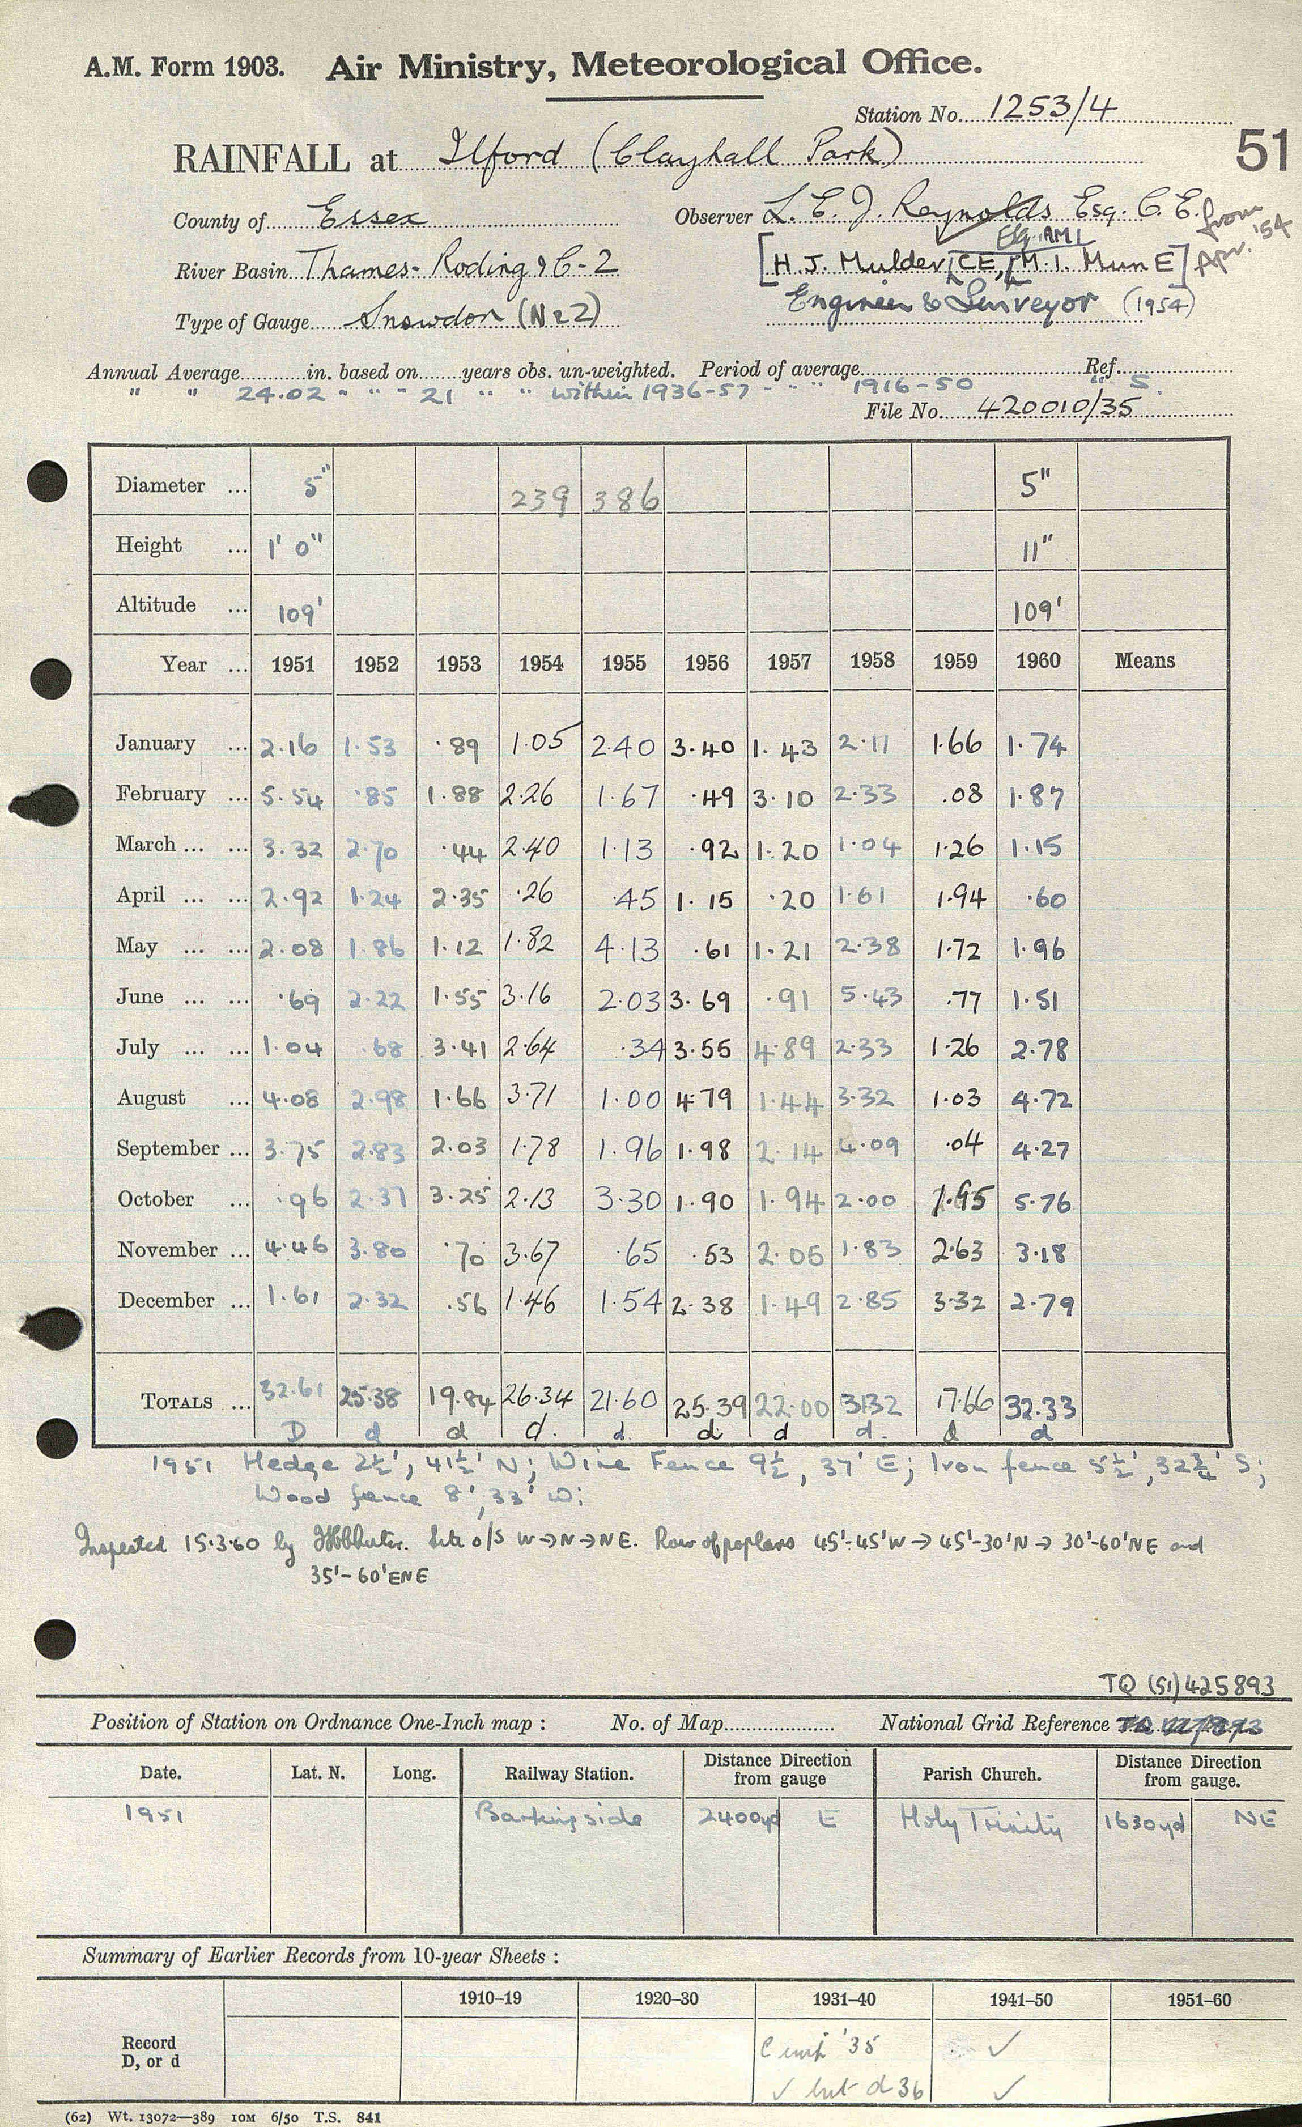 A.M. Form 1903. Air Ministry, Meteorological Office.
Station No. 1253/4
51
RAINFALL at Ilford (Clayhall Park)
County of Essex Observer L. E. J. Reynolds Esq. C.E. from Apr. '54
Esq. AMI
River Basin Thames - Roding 9 C-2 [H. J. Mulder, CE, M.I. Mun E]
Type of Gauge Snowdon (No 2) Engineer & Surveyor (1954)
Annual Average in. based on years obs. un-weighted. Period of average Ref.
" " 24.02 " " " 21 " " within 1936-57 " " " 1916-50 " S.
File No. 420010/35
Diameter ... 5" 239 386 5"
Height ... 1' 0" 11"
Altitude ... 109' 109'
Year ... 1951 1952 1953 1954 1955 1956 1957 1958 1959 1960 Means
January ... 2.16 1.53 .89 1.05 2.40 3.40 1.43 2.11 1.66 1.74
February ... 5.54 .85 1.88 2.26 1.67 .49 3.10 2.33 .08 1.87
March ... ... 3.32 2.70 .44 2.40 1.13 .92 1.20 1.04 1.26 1.15
April ... ... 2.92 1.24 2.35 .26 .45 1.15 .20 1.61 1.94 .60
May ... ... 2.08 1.86 1.12 1.82 4.13 .61 1.21 2.38 1.72 1.96
June ... ... .69 2.22 1.55 3.16 2.03 3.69 .91 5.43 .77 1.51
July ... ... 1.04 .68 3.41 2.64 .34 3.55 4.89 2.33 1.26 2.78
August ... 4.08 2.98 1.66 3.71 1.00 4.79 1.44 3.32 1.03 4.72
September ... 3.75 2.83 2.03 1.78 1.96 1.98 2.14 4.09 .04 4.27
October ... .96 2.37 3.25 2.13 3.30 1.90 1.94 2.00 1.95 5.76
November ... 4.46 3.80 .70 3.67 .65 .53 2.05 1.83 2.63 3.18
December ... 1.61 2.32 .56 1.46 1.54 2.38 1.49 2.85 3.32 2.79
TOTALS ... 32.61 25.38 19.84 26.34 21.60 25.39 22.00 31.32 17.66 32.33
D d d d. d. d d d. d d
1951 Hedge 2½', 41½' N; Wire Fence 9½, 37' E; Iron fence 5½', 32¾' S;
Wood fence 8', 33' W;
Inspected 15.3.60 by Site o/s W→N→NE. Row of poplars 45'-45'W → 45'-30'N → 30'-60'NE and
35'-60'ENE
TQ (51) 425893
Position of Station on Ordnance One-Inch map : No. of Map National Grid Reference
Date. Lat. N. Long. Railway Station. Distance Direction from gauge Parish Church. Distance Direction from gauge.
1951 Barkingside 2400yd E Holy Trinity 1630yd NE
Summary of Earlier Records from 10-year Sheets :
1910–19 1920–30 1931–40 1941–50 1951–60
Record '35 ✓
D, or d ✓ but d 36 ✓
(62) Wt. 13072—389 10M 6/50 T.S. 841